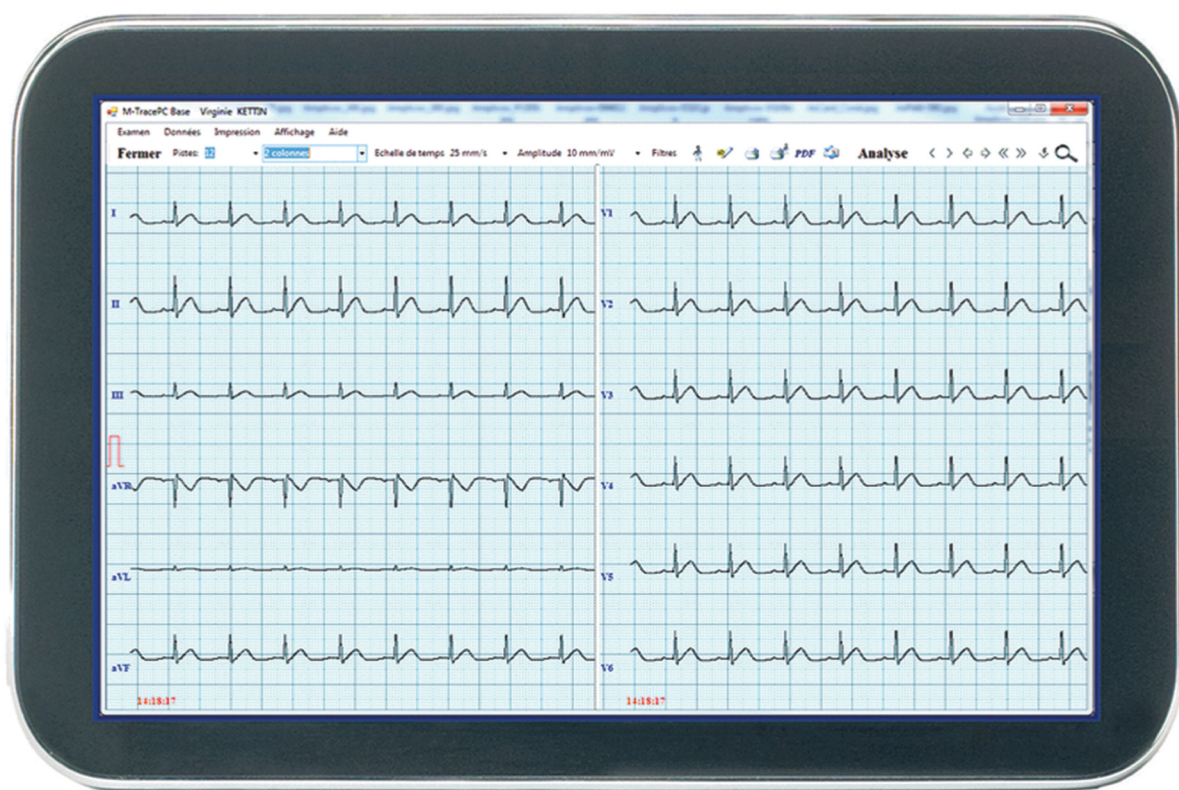 M-TracePC Base Virginie KETTIN
Examen Données Impression Affichage Aide
Fermer Pistes: 12 2 colonnes Echelle de temps 25 mm/s Amplitude 10 mm/mV Filtres PDF Analyse
I
II
III
aVR
aVL
aVF
14:18:17
V1
V2
V3
V4
V5
V6
14:18:17